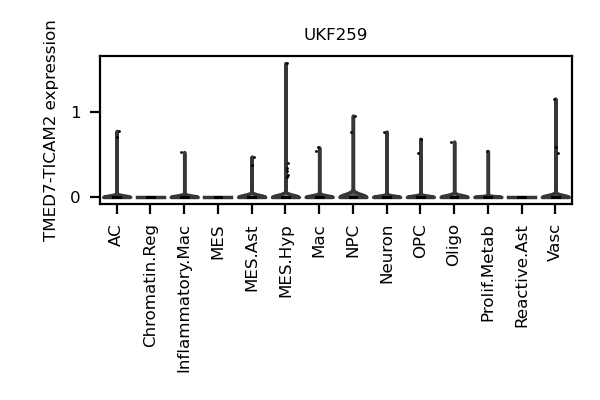 UKF259
TMED7-TICAM2 expression
1
0
AC
Chromatin.Reg
Inflammatory.Mac
MES
MES.Ast
MES.Hyp
Mac
NPC
Neuron
OPC
Oligo
Prolif.Metab
Reactive.Ast
Vasc